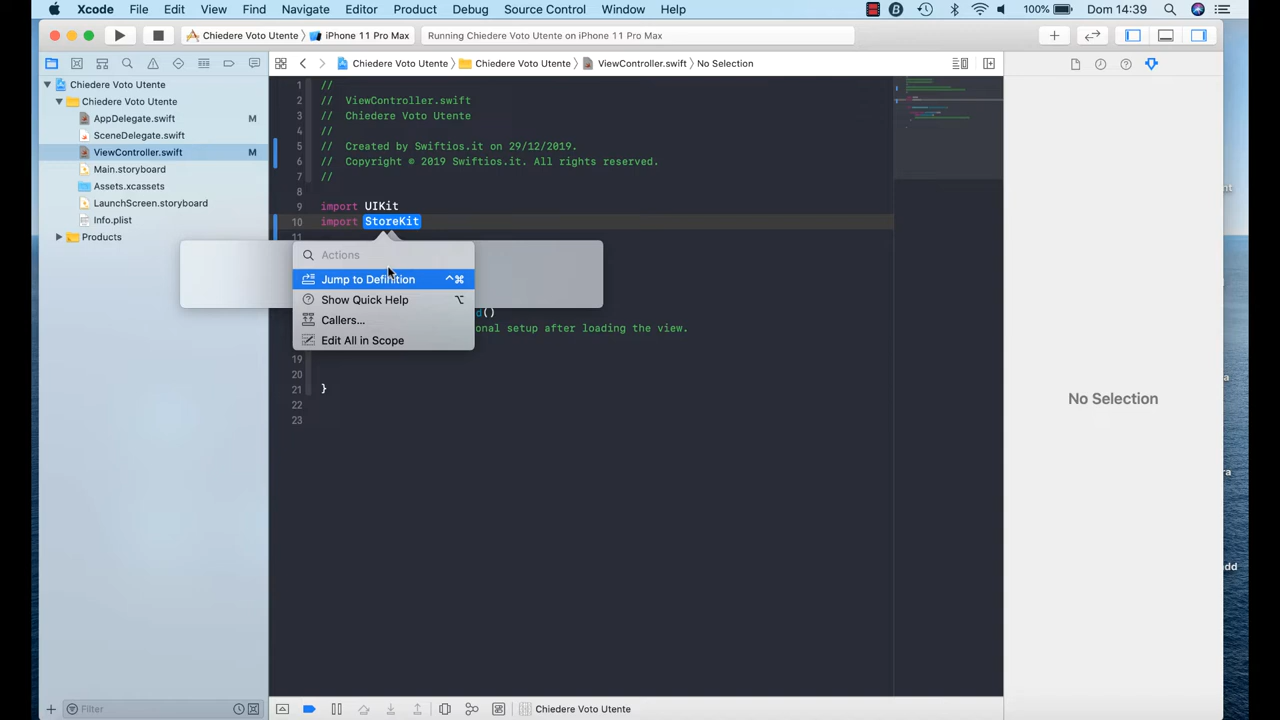 Xcode File Edit View Find Navigate Editor Product Debug Source Control Window Help 100% Dom 14:39
Chiedere Voto Utente iPhone 11 Pro Max Running Chiedere Voto Utente on iPhone 11 Pro Max
Chiedere Voto Utente Chiedere Voto Utente ViewController.swift No Selection
Chiedere Voto Utente
Chiedere Voto Utente
AppDelegate.swift M
SceneDelegate.swift
ViewController.swift M
Main.storyboard
Assets.xcassets
LaunchScreen.storyboard
Info.plist
Products
1 //
2 // ViewController.swift
3 // Chiedere Voto Utente
4 //
5 // Created by Swiftios.it on 29/12/2019.
6 // Copyright © 2019 Swiftios.it. All rights reserved.
7 //
8
9 import UIKit
10 import StoreKit
11
Actions
Jump to Definition ^⌘
Show Quick Help ⌥
Callers...
Edit All in Scope
d()
onal setup after loading the view.
19
20
21 }
22
23
No Selection
nt
a
ra
add
Filter
Chiedere Voto Utente